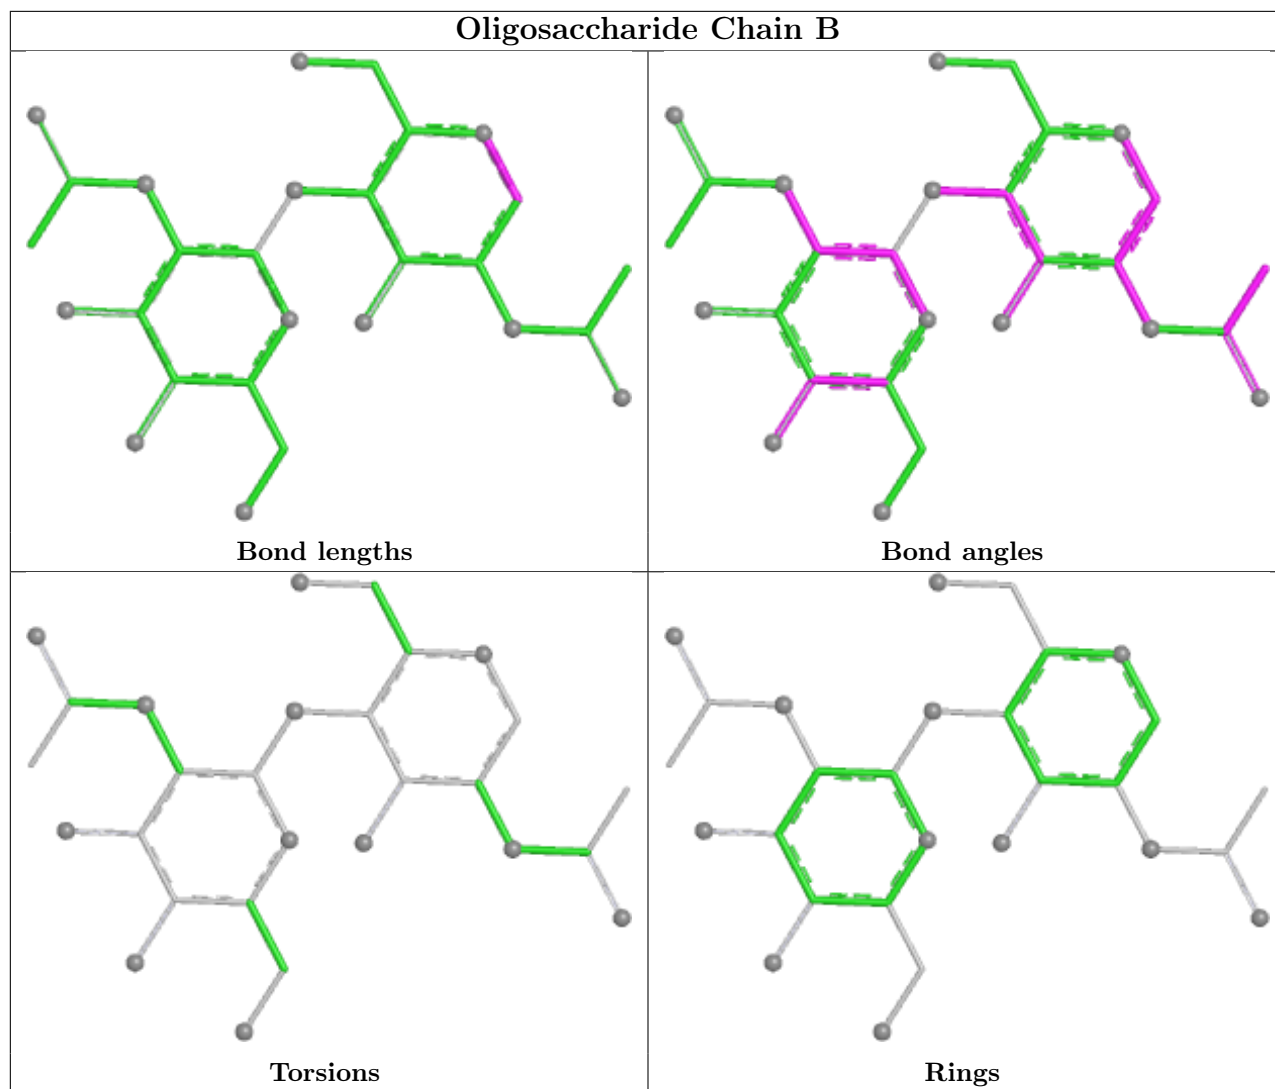 Oligosaccharide Chain B
Bond lengths
Bond angles
Torsions
Rings